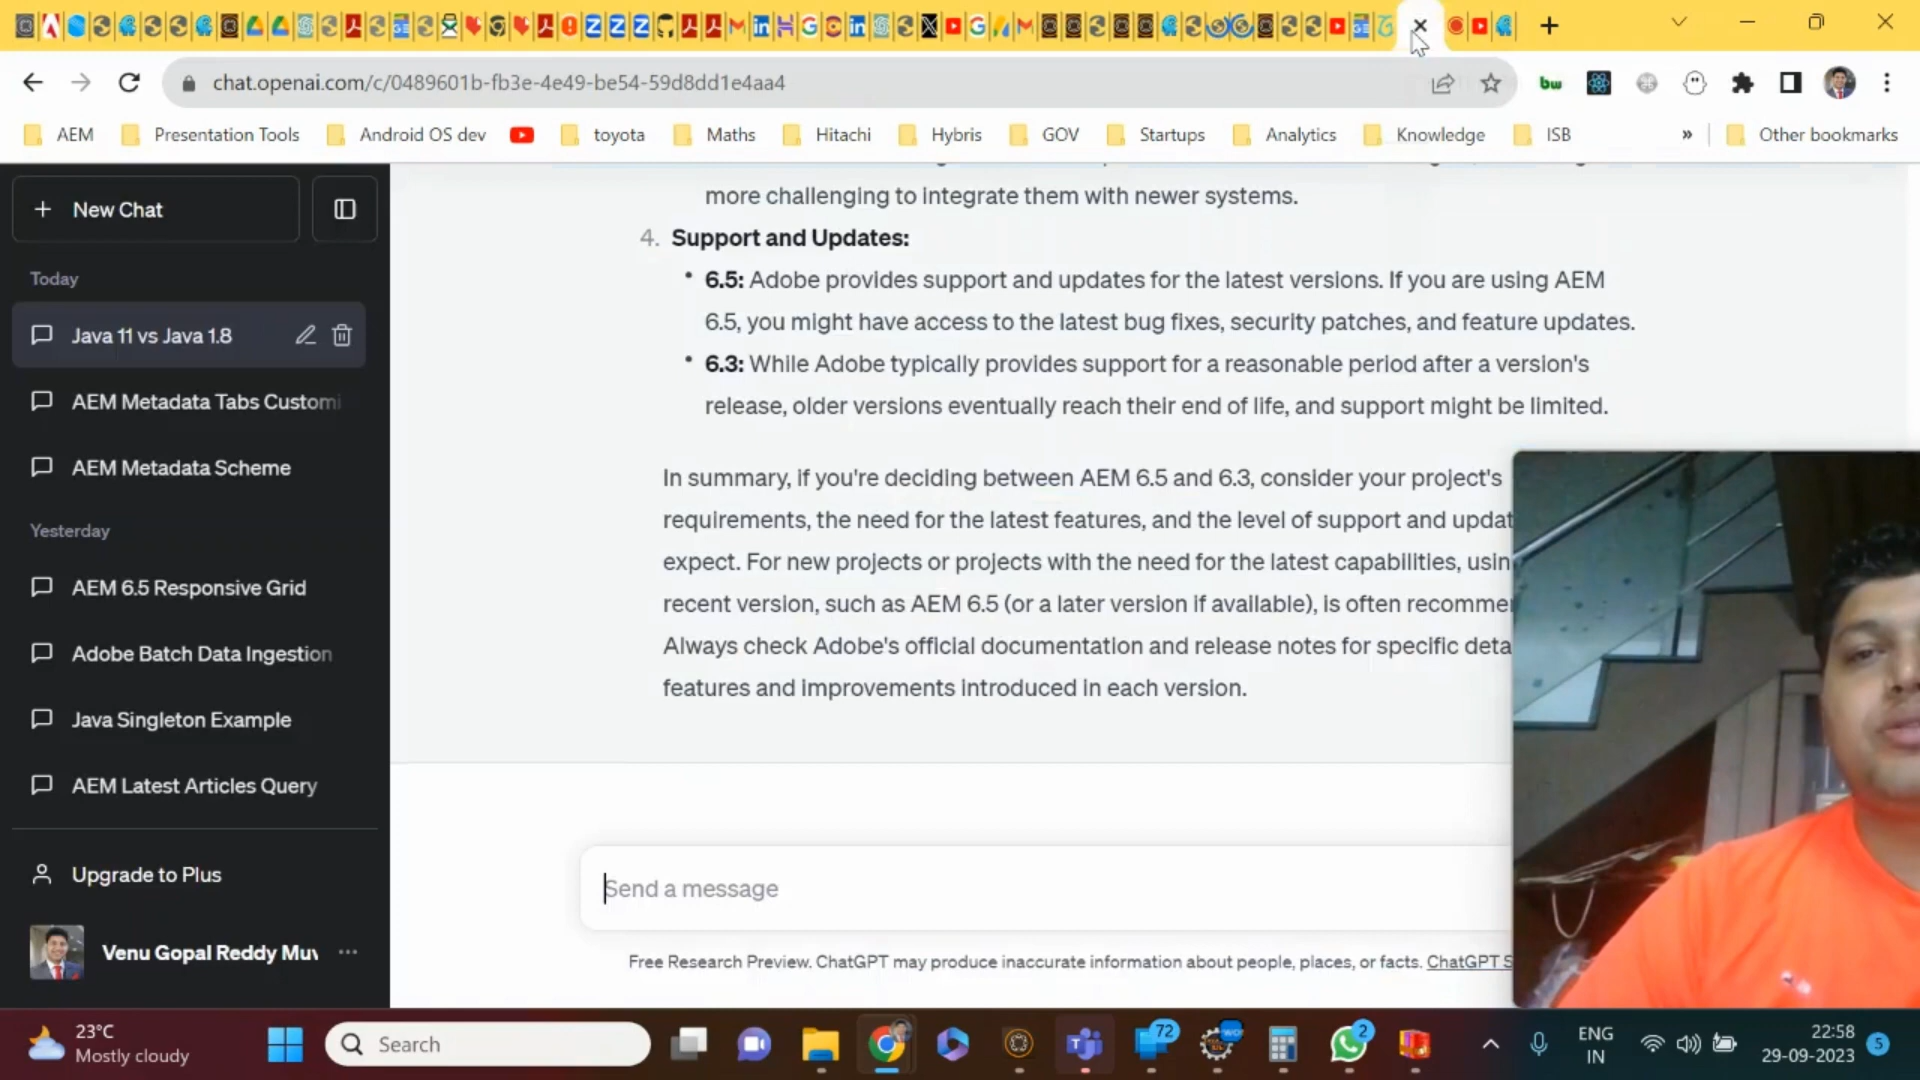 chat.openai.com/c/0489601b-fb3e-4e49-be54-59d8dd1e4aa4
bw
AEM
Presentation Tools
Android OS dev
toyota
Maths
Hitachi
Hybris
GOV
Startups
Analytics
Knowledge
ISB
»
Other bookmarks
+ New Chat
Today
Java 11 vs Java 1.8
AEM Metadata Tabs Customi
AEM Metadata Scheme
Yesterday
AEM 6.5 Responsive Grid
Adobe Batch Data Ingestion
Java Singleton Example
AEM Latest Articles Query
Upgrade to Plus
Venu Gopal Reddy Muv
more challenging to integrate them with newer systems.
4. Support and Updates:
• 6.5: Adobe provides support and updates for the latest versions. If you are using AEM
6.5, you might have access to the latest bug fixes, security patches, and feature updates.
• 6.3: While Adobe typically provides support for a reasonable period after a version's
release, older versions eventually reach their end of life, and support might be limited.
In summary, if you're deciding between AEM 6.5 and 6.3, consider your project's
requirements, the need for the latest features, and the level of support and updat
expect. For new projects or projects with the need for the latest capabilities, usin
recent version, such as AEM 6.5 (or a later version if available), is often recomme
Always check Adobe's official documentation and release notes for specific deta
features and improvements introduced in each version.
Send a message
Free Research Preview. ChatGPT may produce inaccurate information about people, places, or facts. ChatGPT S
23°C
Mostly cloudy
Search
72
2
ENG
IN
22:58
29-09-2023
5